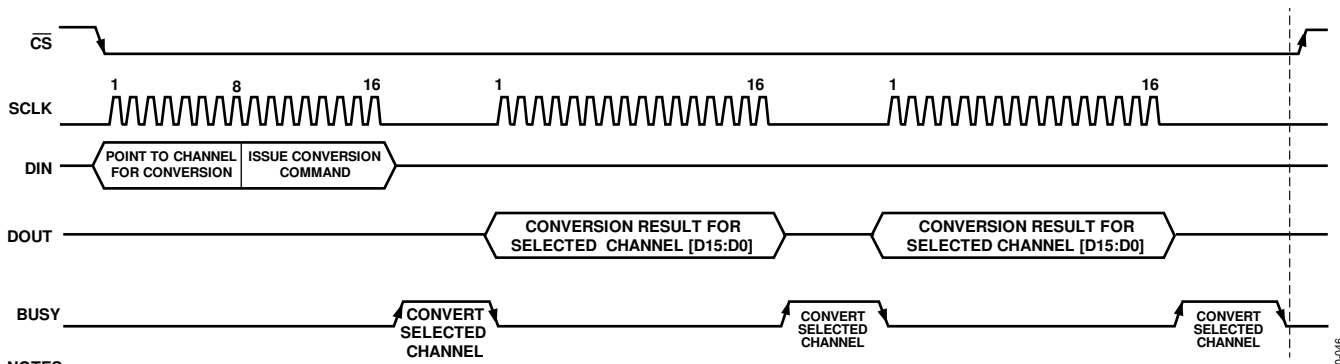 CS
1 8 16 1 16 1 16
SCLK
DIN
POINT TO CHANNEL
FOR CONVERSION
ISSUE CONVERSION
COMMAND
DOUT
CONVERSION RESULT FOR
SELECTED CHANNEL [D15:D0]
CONVERSION RESULT FOR
SELECTED CHANNEL [D15:D0]
BUSY
CONVERT
SELECTED
CHANNEL
CONVERT
SELECTED
CHANNEL
CONVERT
SELECTED
CHANNEL
NOTES